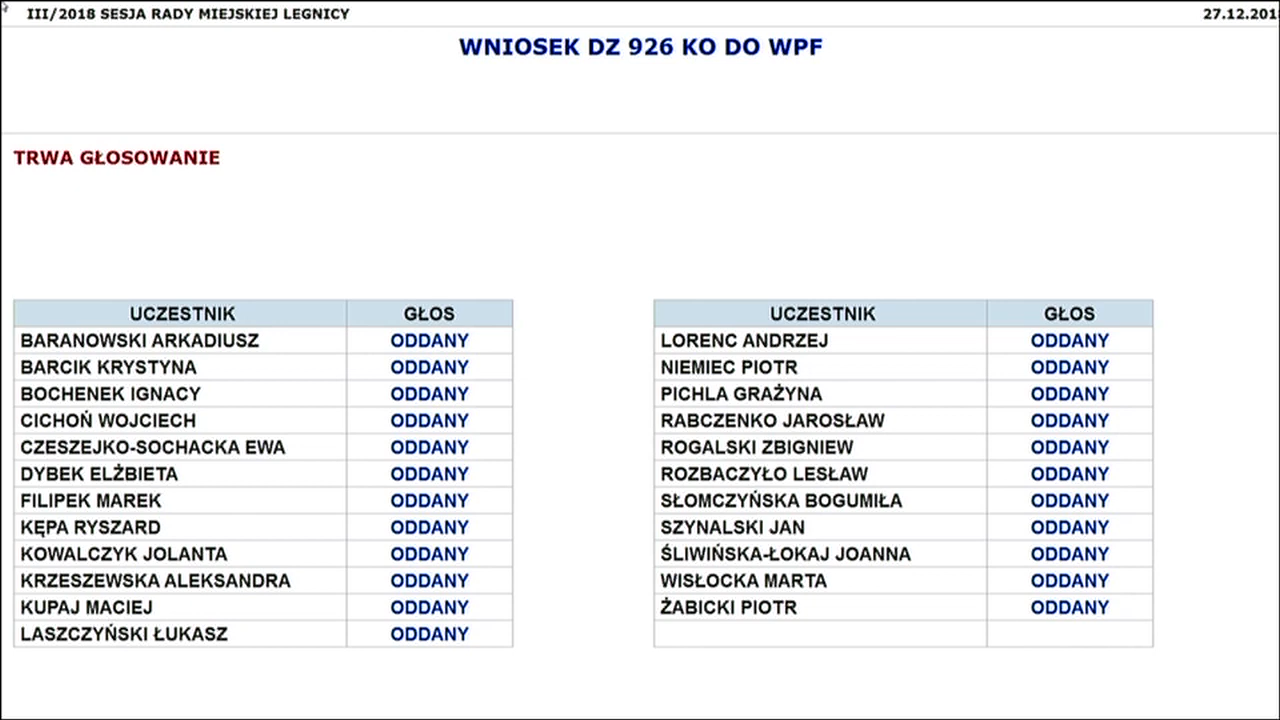 III/2018 SESJA RADY MIEJSKIEJ LEGNICY
27.12.201
WNIOSEK DZ 926 KO DO WPF
TRWA GŁOSOWANIE
UCZESTNIK GŁOS
BARANOWSKI ARKADIUSZ ODDANY
BARCIK KRYSTYNA ODDANY
BOCHENEK IGNACY ODDANY
CICHOŃ WOJCIECH ODDANY
CZESZEJKO-SOCHACKA EWA ODDANY
DYBEK ELŻBIETA ODDANY
FILIPEK MAREK ODDANY
KĘPA RYSZARD ODDANY
KOWALCZYK JOLANTA ODDANY
KRZESZEWSKA ALEKSANDRA ODDANY
KUPAJ MACIEJ ODDANY
LASZCZYŃSKI ŁUKASZ ODDANY
UCZESTNIK GŁOS
LORENC ANDRZEJ ODDANY
NIEMIEC PIOTR ODDANY
PICHLA GRAŻYNA ODDANY
RABCZENKO JAROSŁAW ODDANY
ROGALSKI ZBIGNIEW ODDANY
ROZBACZYŁO LESŁAW ODDANY
SŁOMCZYŃSKA BOGUMIŁA ODDANY
SZYNALSKI JAN ODDANY
ŚLIWIŃSKA-ŁOKAJ JOANNA ODDANY
WISŁOCKA MARTA ODDANY
ŻABICKI PIOTR ODDANY